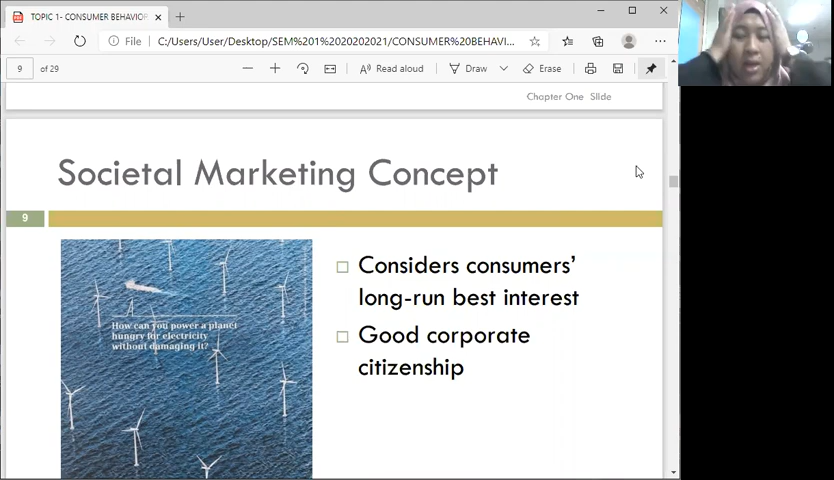 TOPIC 1- CONSUMER BEHAVIOR
File
C:/Users/User/Desktop/SEM%201%2020202021/CONSUMER%20BEHAVI...
9
of 29
Read aloud
Draw
Erase
Chapter One Slide
Societal Marketing Concept
9
How can you power a planet
hungry for electricity
without damaging it?
Considers consumers'
long-run best interest
Good corporate
citizenship